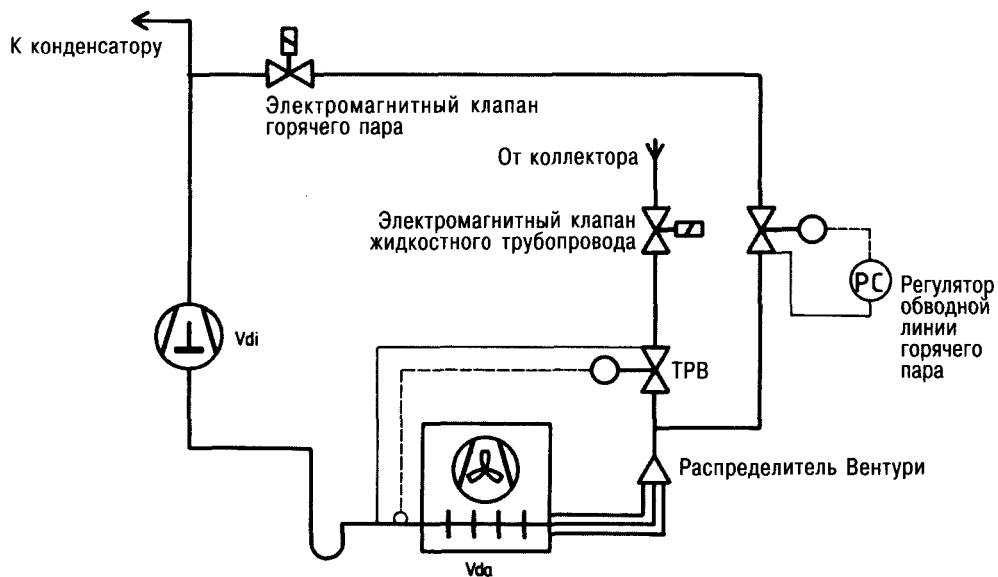 К конденсатору
Электромагнитный клапан
горячего пара
От коллектора
Электромагнитный клапан
жидкостного трубопровода
PC
Регулятор
обводной
линии
горячего
пара
Vdi
ТРВ
Распределитель Вентури
Vda